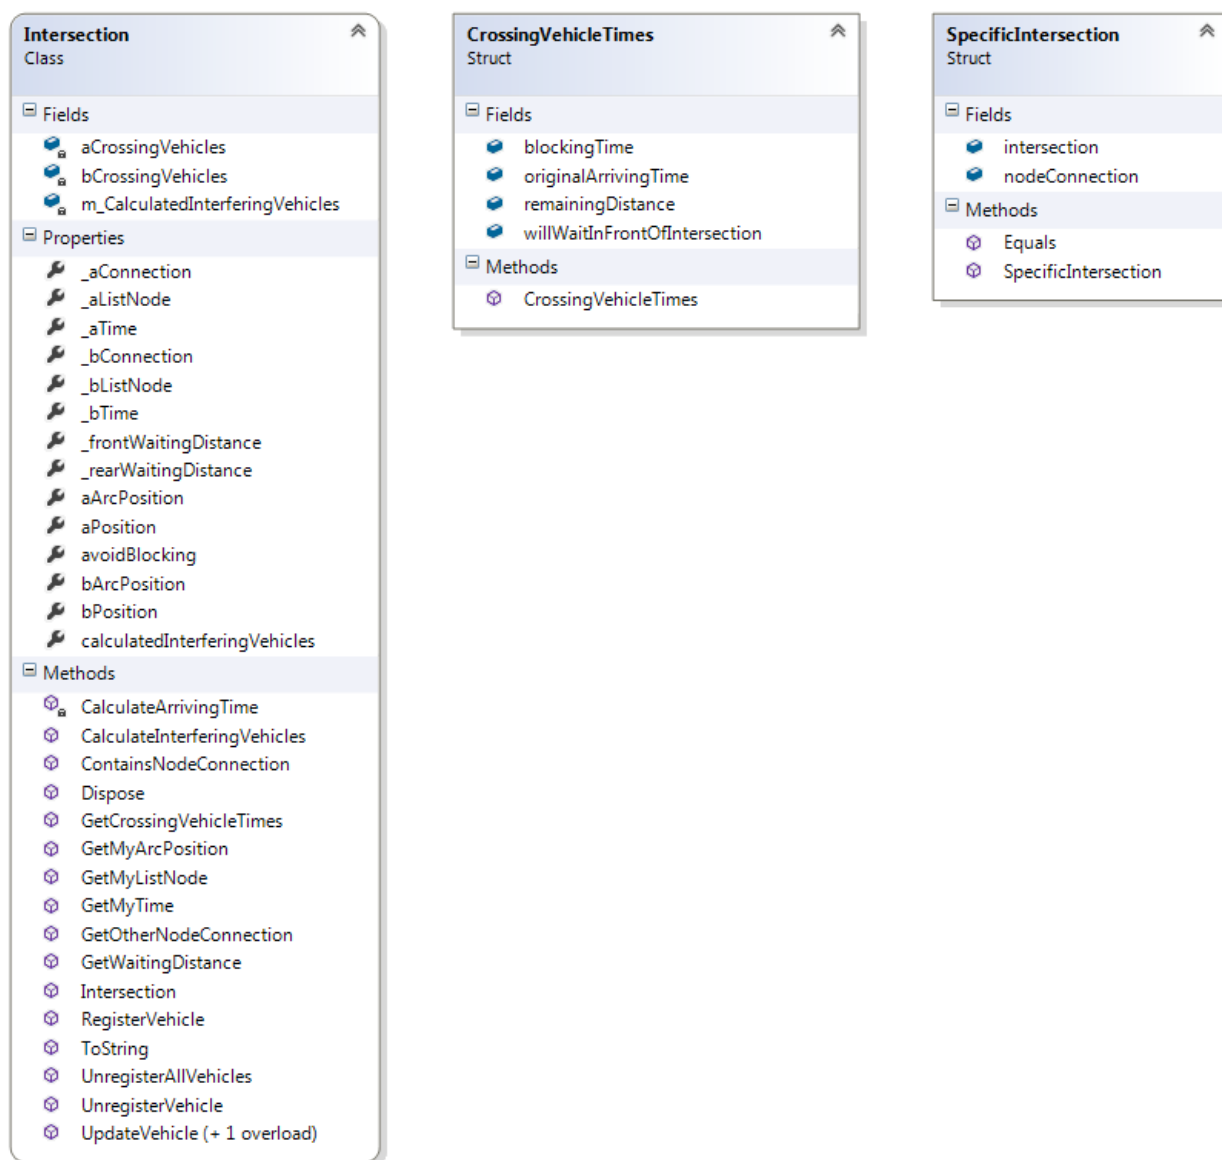 Intersection
Class
Fields
aCrossingVehicles
bCrossingVehicles
m_CalculatedInterferingVehicles
Properties
_aConnection
_aListNode
_aTime
_bConnection
_bListNode
_bTime
_frontWaitingDistance
_rearWaitingDistance
aArcPosition
aPosition
avoidBlocking
bArcPosition
bPosition
calculatedInterferingVehicles
Methods
CalculateArrivingTime
CalculateInterferingVehicles
ContainsNodeConnection
Dispose
GetCrossingVehicleTimes
GetMyArcPosition
GetMyListNode
GetMyTime
GetOtherNodeConnection
GetWaitingDistance
Intersection
RegisterVehicle
ToString
UnregisterAllVehicles
UnregisterVehicle
UpdateVehicle (+ 1 overload)
CrossingVehicleTimes
Struct
Fields
blockingTime
originalArrivingTime
remainingDistance
willWaitInFrontOfIntersection
Methods
CrossingVehicleTimes
SpecificIntersection
Struct
Fields
intersection
nodeConnection
Methods
Equals
SpecificIntersection